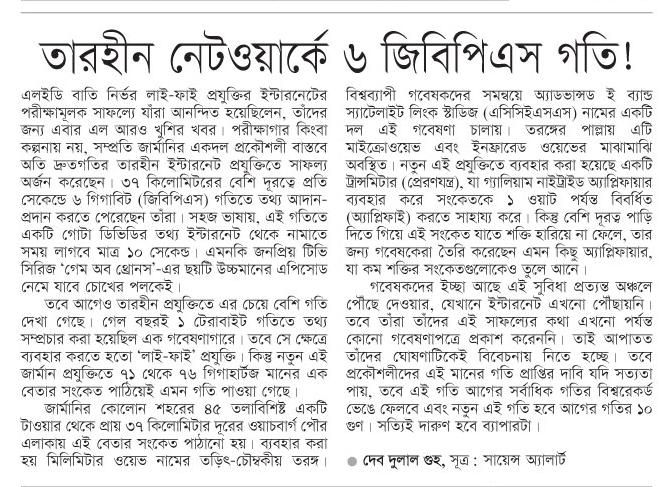 তারহীন নেটওয়ার্কে ৬ জিবিপিএস গতি!
এলইডি বাতি নির্ভর লাই-ফাই প্রযুক্তির ইন্টারনেটের
পরীক্ষামূলক সাফল্যে যাঁরা আনন্দিত হয়েছিলেন, তাঁদের
জন্য এবার এল আরও খুশির খবর। পরীক্ষাগার কিংবা
কল্পনায় নয়, সম্প্রতি জার্মানির একদল প্রকৌশলী বাস্তবে
অতি দ্রুতগতির তারহীন ইন্টারনেট প্রযুক্তিতে সাফল্য
অর্জন করেছেন। ৩৭ কিলোমিটরের বেশি দূরত্বে প্রতি
সেকেন্ডে ৬ গিগাবিট (জিবিপিএস) গতিতে তথ্য আদান-
প্রদান করতে পেরেছেন তাঁরা। সহজ ভাষায়, এই গতিতে
একটি গোটা ডিভিডির তথ্য ইন্টারনেট থেকে নামাতে
সময় লাগবে মাত্র ১০ সেকেন্ড। এমনকি জনপ্রিয় টিভি
সিরিজ ‘গেম অব থ্রোনস’-এর ছয়টি উচ্চমানের এপিসোড
নেমে যাবে চোখের পলকেই।
তবে আগেও তারহীন প্রযুক্তিতে এর চেয়ে বেশি গতি
দেখা গেছে। গেল বছরই ১ টেরাবাইট গতিতে তথ্য
সম্প্রচার করা হয়েছিল এক গবেষণাগারে। তবে সে ক্ষেত্রে
ব্যবহার করতে হতো ‘লাই-ফাই’ প্রযুক্তি। কিন্তু নতুন এই
জার্মান প্রযুক্তিতে ৭১ থেকে ৭৬ গিগাহার্টজ মানের এক
বেতার সংকেত পাঠিয়েই এমন গতি পাওয়া গেছে।
জার্মানির কোলোন শহরের ৪৫ তলাবিশিষ্ট একটি
টাওয়ার থেকে প্রায় ৩৭ কিলোমিটার দূরের ওয়াচবার্গ পৌর
এলাকায় এই বেতার সংকেত পাঠানো হয়। ব্যবহার করা
হয় মিলিমিটার ওয়েভ নামের তড়িৎ-চৌম্বকীয় তরঙ্গ।
বিশ্বব্যাপী গবেষকদের সমন্বয়ে অ্যাডভান্সড ই ব্যান্ড
স্যাটেলাইট লিংক স্টাডিজ (এসিসিইএসএস) নামের একটি
দল এই গবেষণা চালায়। তরঙ্গের পাল্লায় এটি
মাইক্রোওয়েভ এবং ইনফ্রারেড ওয়েভের মাঝামাঝি
অবস্থিত। নতুন এই প্রযুক্তিতে ব্যবহার করা হয়েছে একটি
ট্রান্সমিটার (প্রেরণযন্ত্র), যা গ্যালিয়াম নাইট্রাইড অ্যাপ্লিফায়ার
ব্যবহার করে সংকেতকে ১ ওয়াট পর্যন্ত বিবর্ধিত
(অ্যাপ্লিফাই) করতে সাহায্য করে। কিন্তু বেশি দূরত্ব পাড়ি
দিতে গিয়ে এই সংকেত যাতে শক্তি হারিয়ে না ফেলে, তার
জন্য গবেষকেরা তৈরি করেছেন এমন কিছু অ্যাপ্লিফায়ার,
যা কম শক্তির সংকেতগুলোকেও তুলে আনে।
গবেষকদের ইচ্ছা আছে এই সুবিধা প্রত্যন্ত অঞ্চলে
পৌঁছে দেওয়ার, যেখানে ইন্টারনেট এখনো পৌঁছায়নি।
তবে তাঁরা তাঁদের এই সাফল্যের কথা এখনো পর্যন্ত
কোনো গবেষণাপত্রে প্রকাশ করেননি। তাই আপাতত
তাঁদের ঘোষণাটিকেই বিবেচনায় নিতে হচ্ছে। তবে
প্রকৌশলীদের এই মানের গতি প্রাপ্তির দাবি যদি সত্যতা
পায়, তবে এই গতি আগের সর্বাধিক গতির বিশ্বরেকর্ড
ভেঙে ফেলবে এবং নতুন এই গতি হবে আগের গতির ১০
গুণ। সত্যিই দারুণ হবে ব্যাপারটা।
● দেব দুলাল গুহ, সূত্র : সায়েন্স অ্যালার্ট